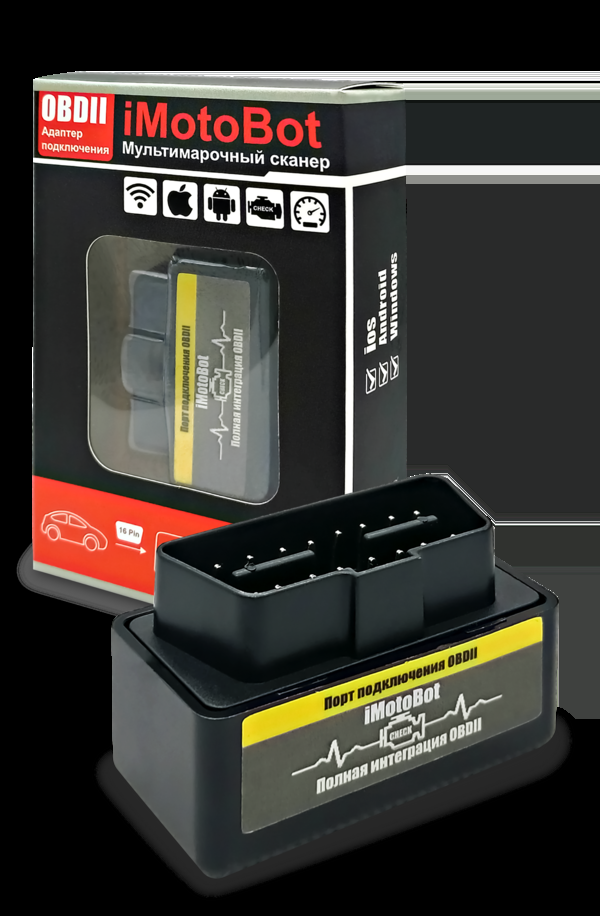 OBDII
Адаптер
подключения
iMotoBot
Мультимарочный сканер
CHECK
ios
Android
Windows
Порт подключения OBDII
iMotoBot
CHECK
Полная интеграция OBDII
16 Pin
Порт подключения OBDII
iMotoBot
CHECK
Полная интеграция OBDII